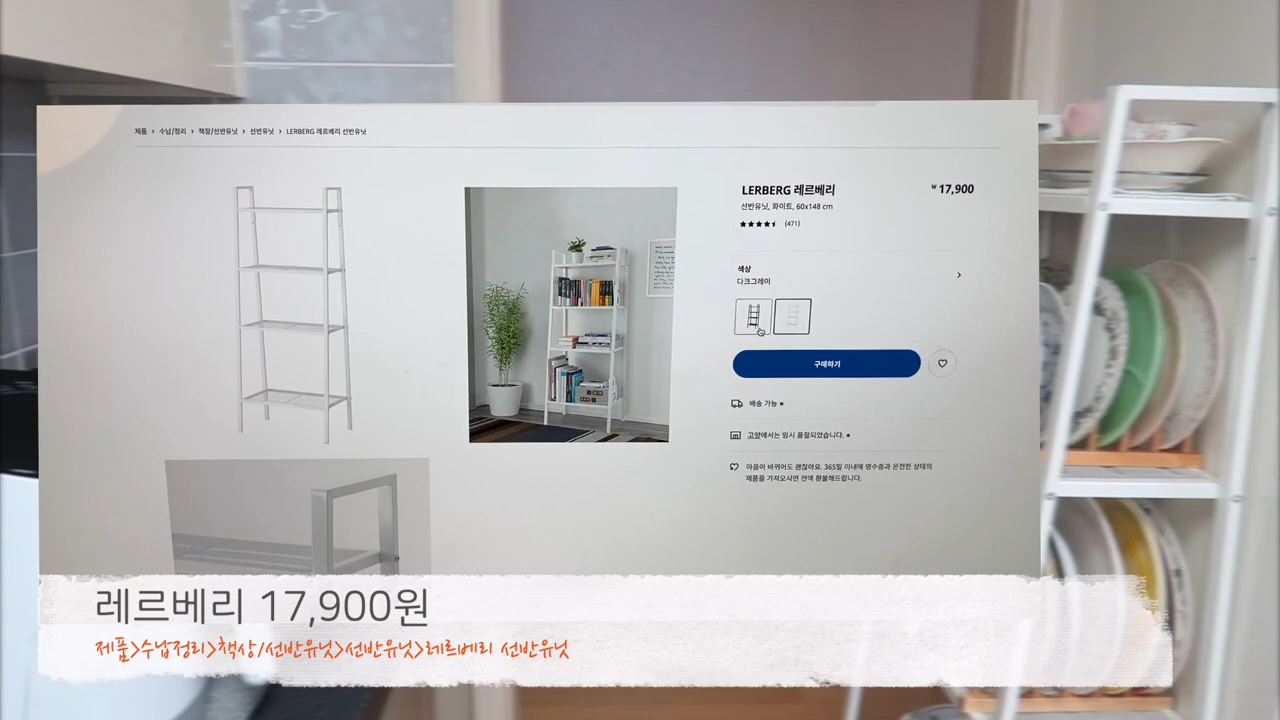 제품 > 수납/정리 > 책장/선반유닛 > 선반유닛 > LERBERG 레르베리 선반유닛
LERBERG 레르베리
₩17,900
선반유닛, 화이트, 60x148 cm
(471)
색상
다크그레이
구매하기
배송 가능
고양에서는 일시 품절되었습니다.
마음이 바뀌어도 괜찮아요. 365일 이내에 영수증과 온전한 상태의
제품을 가져오시면 전액 환불해드립니다.
레르베리 17,900원
제품>수납정리>책상/선반유닛>선반유닛>레르베리 선반유닛